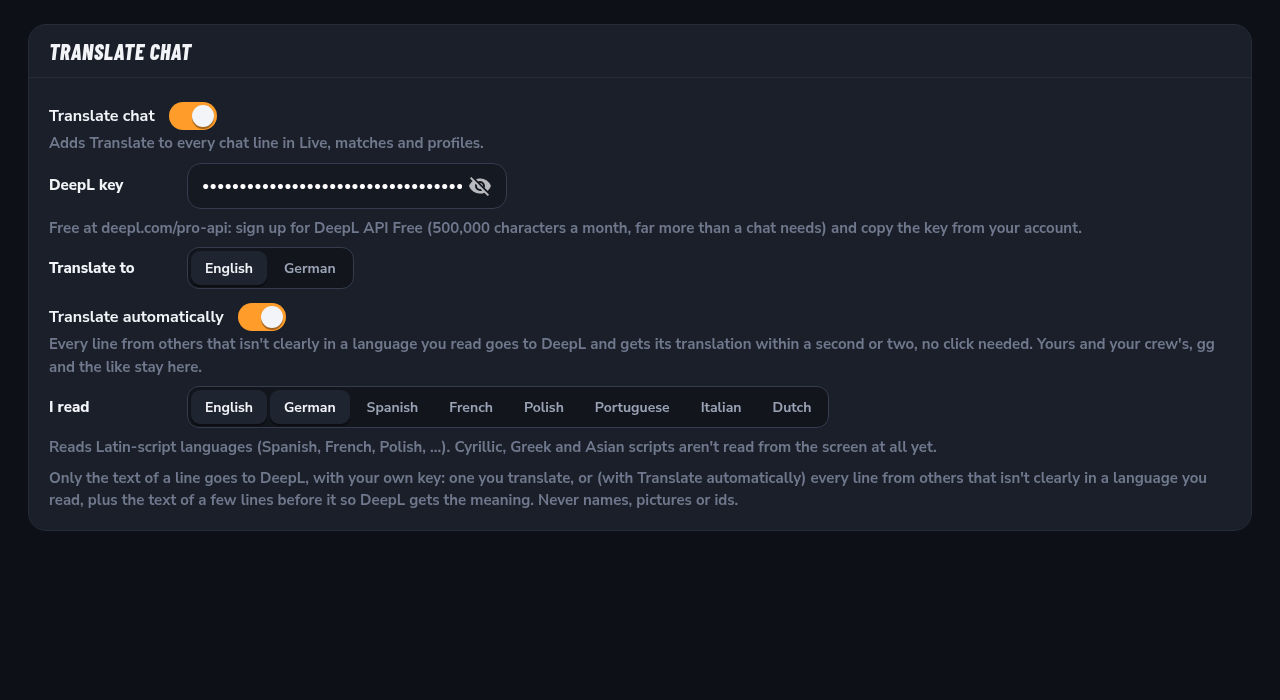 TRANSLATE CHAT
Translate chat
Adds Translate to every chat line in Live, matches and profiles.
DeepL key
••••••••••••••••••••••••••••••••••••
Free at deepl.com/pro-api: sign up for DeepL API Free (500,000 characters a month, far more than a chat needs) and copy the key from your account.
Translate to English German
Translate automatically
Every line from others that isn't clearly in a language you read goes to DeepL and gets its translation within a second or two, no click needed. Yours and your crew's, gg
and the like stay here.
I read English German Spanish French Polish Portuguese Italian Dutch
Reads Latin-script languages (Spanish, French, Polish, ...). Cyrillic, Greek and Asian scripts aren't read from the screen at all yet.
Only the text of a line goes to DeepL, with your own key: one you translate, or (with Translate automatically) every line from others that isn't clearly in a language you
read, plus the text of a few lines before it so DeepL gets the meaning. Never names, pictures or ids.